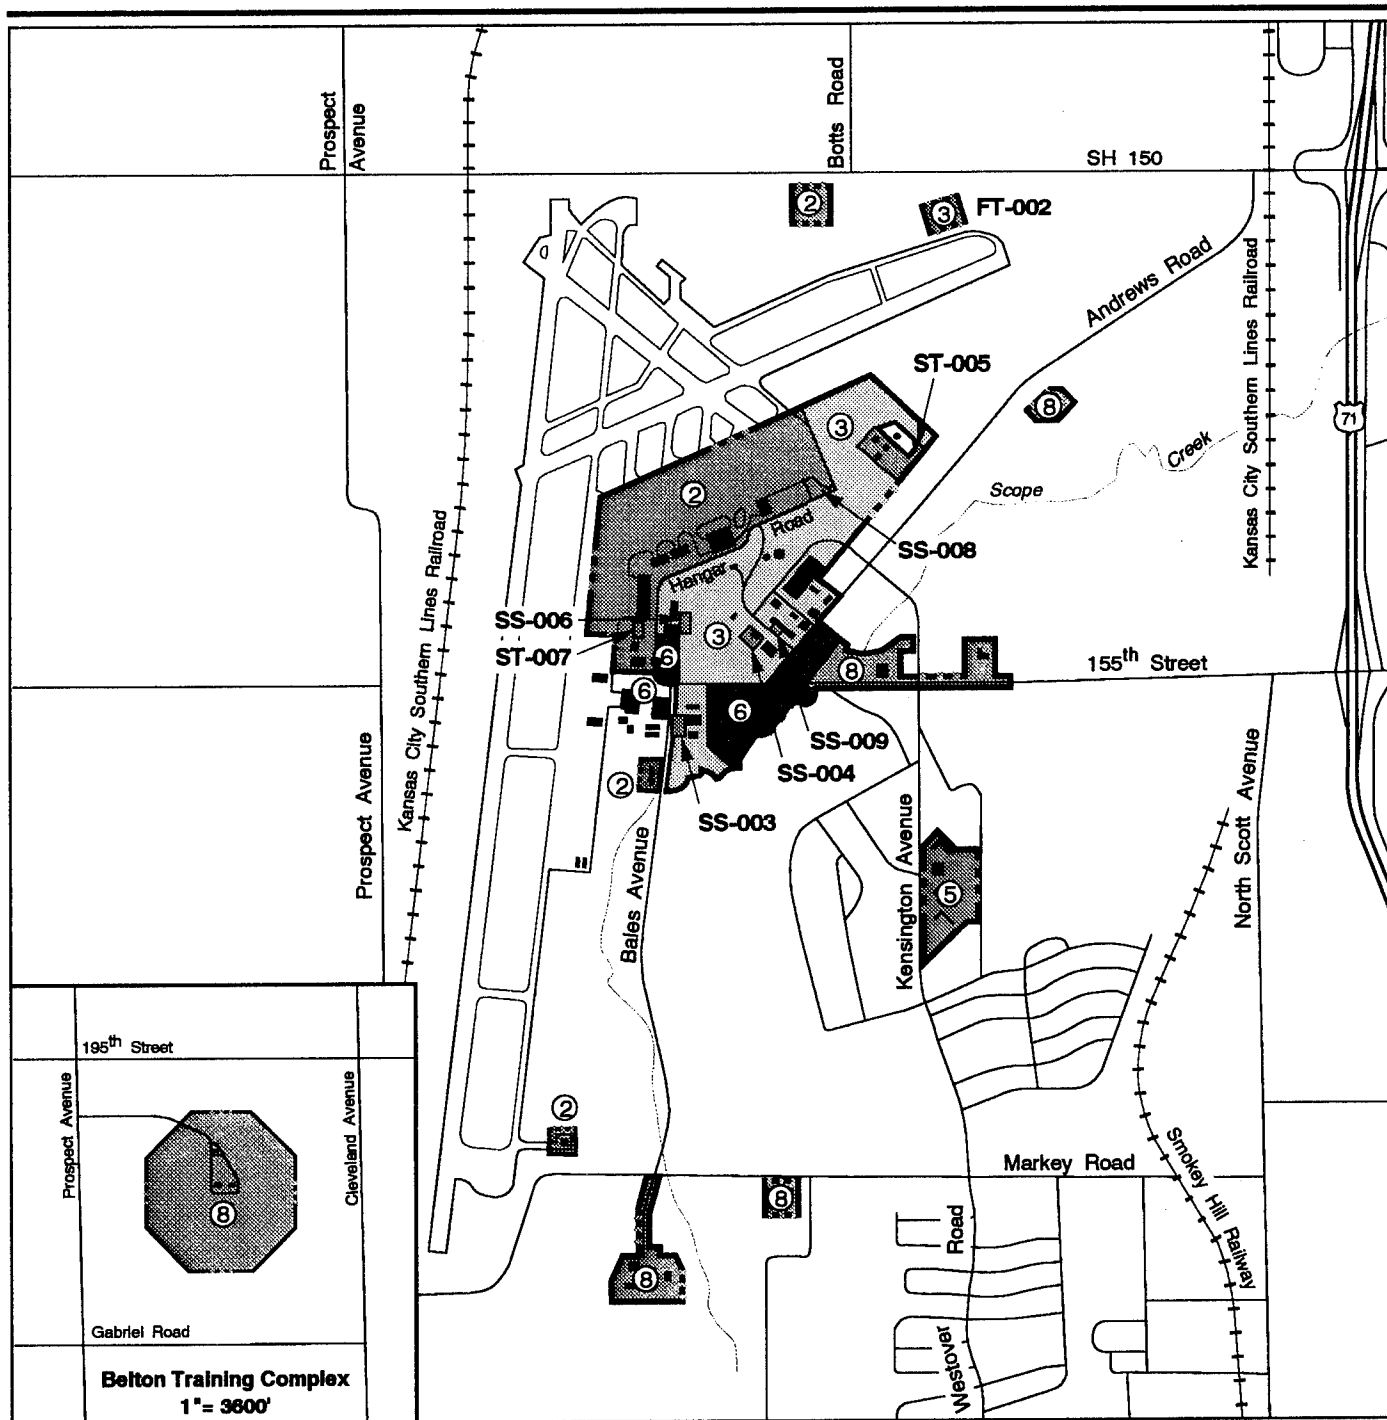 Prospect
Avenue
Botts Road
SH 150
2
3
FT-002
Andrews Road
Kansas City Southern Lines Railroad
ST-005
8
71
3
Scope
Creek
2
Road
SS-008
Hangar
Kansas City Southern Lines Railroad
SS-006
3
ST-007
6
8
155th Street
6
6
SS-009
SS-004
2
SS-003
Prospect Avenue
North Scott Avenue
Bales Avenue
Kensington Avenue
5
195th Street
Prospect Avenue
Cleveland Avenue
8
Gabriel Road
Belton Training Complex
1"= 3600'
2
Markey Road
Smokey Hill Railway
8
8
Westover
Road